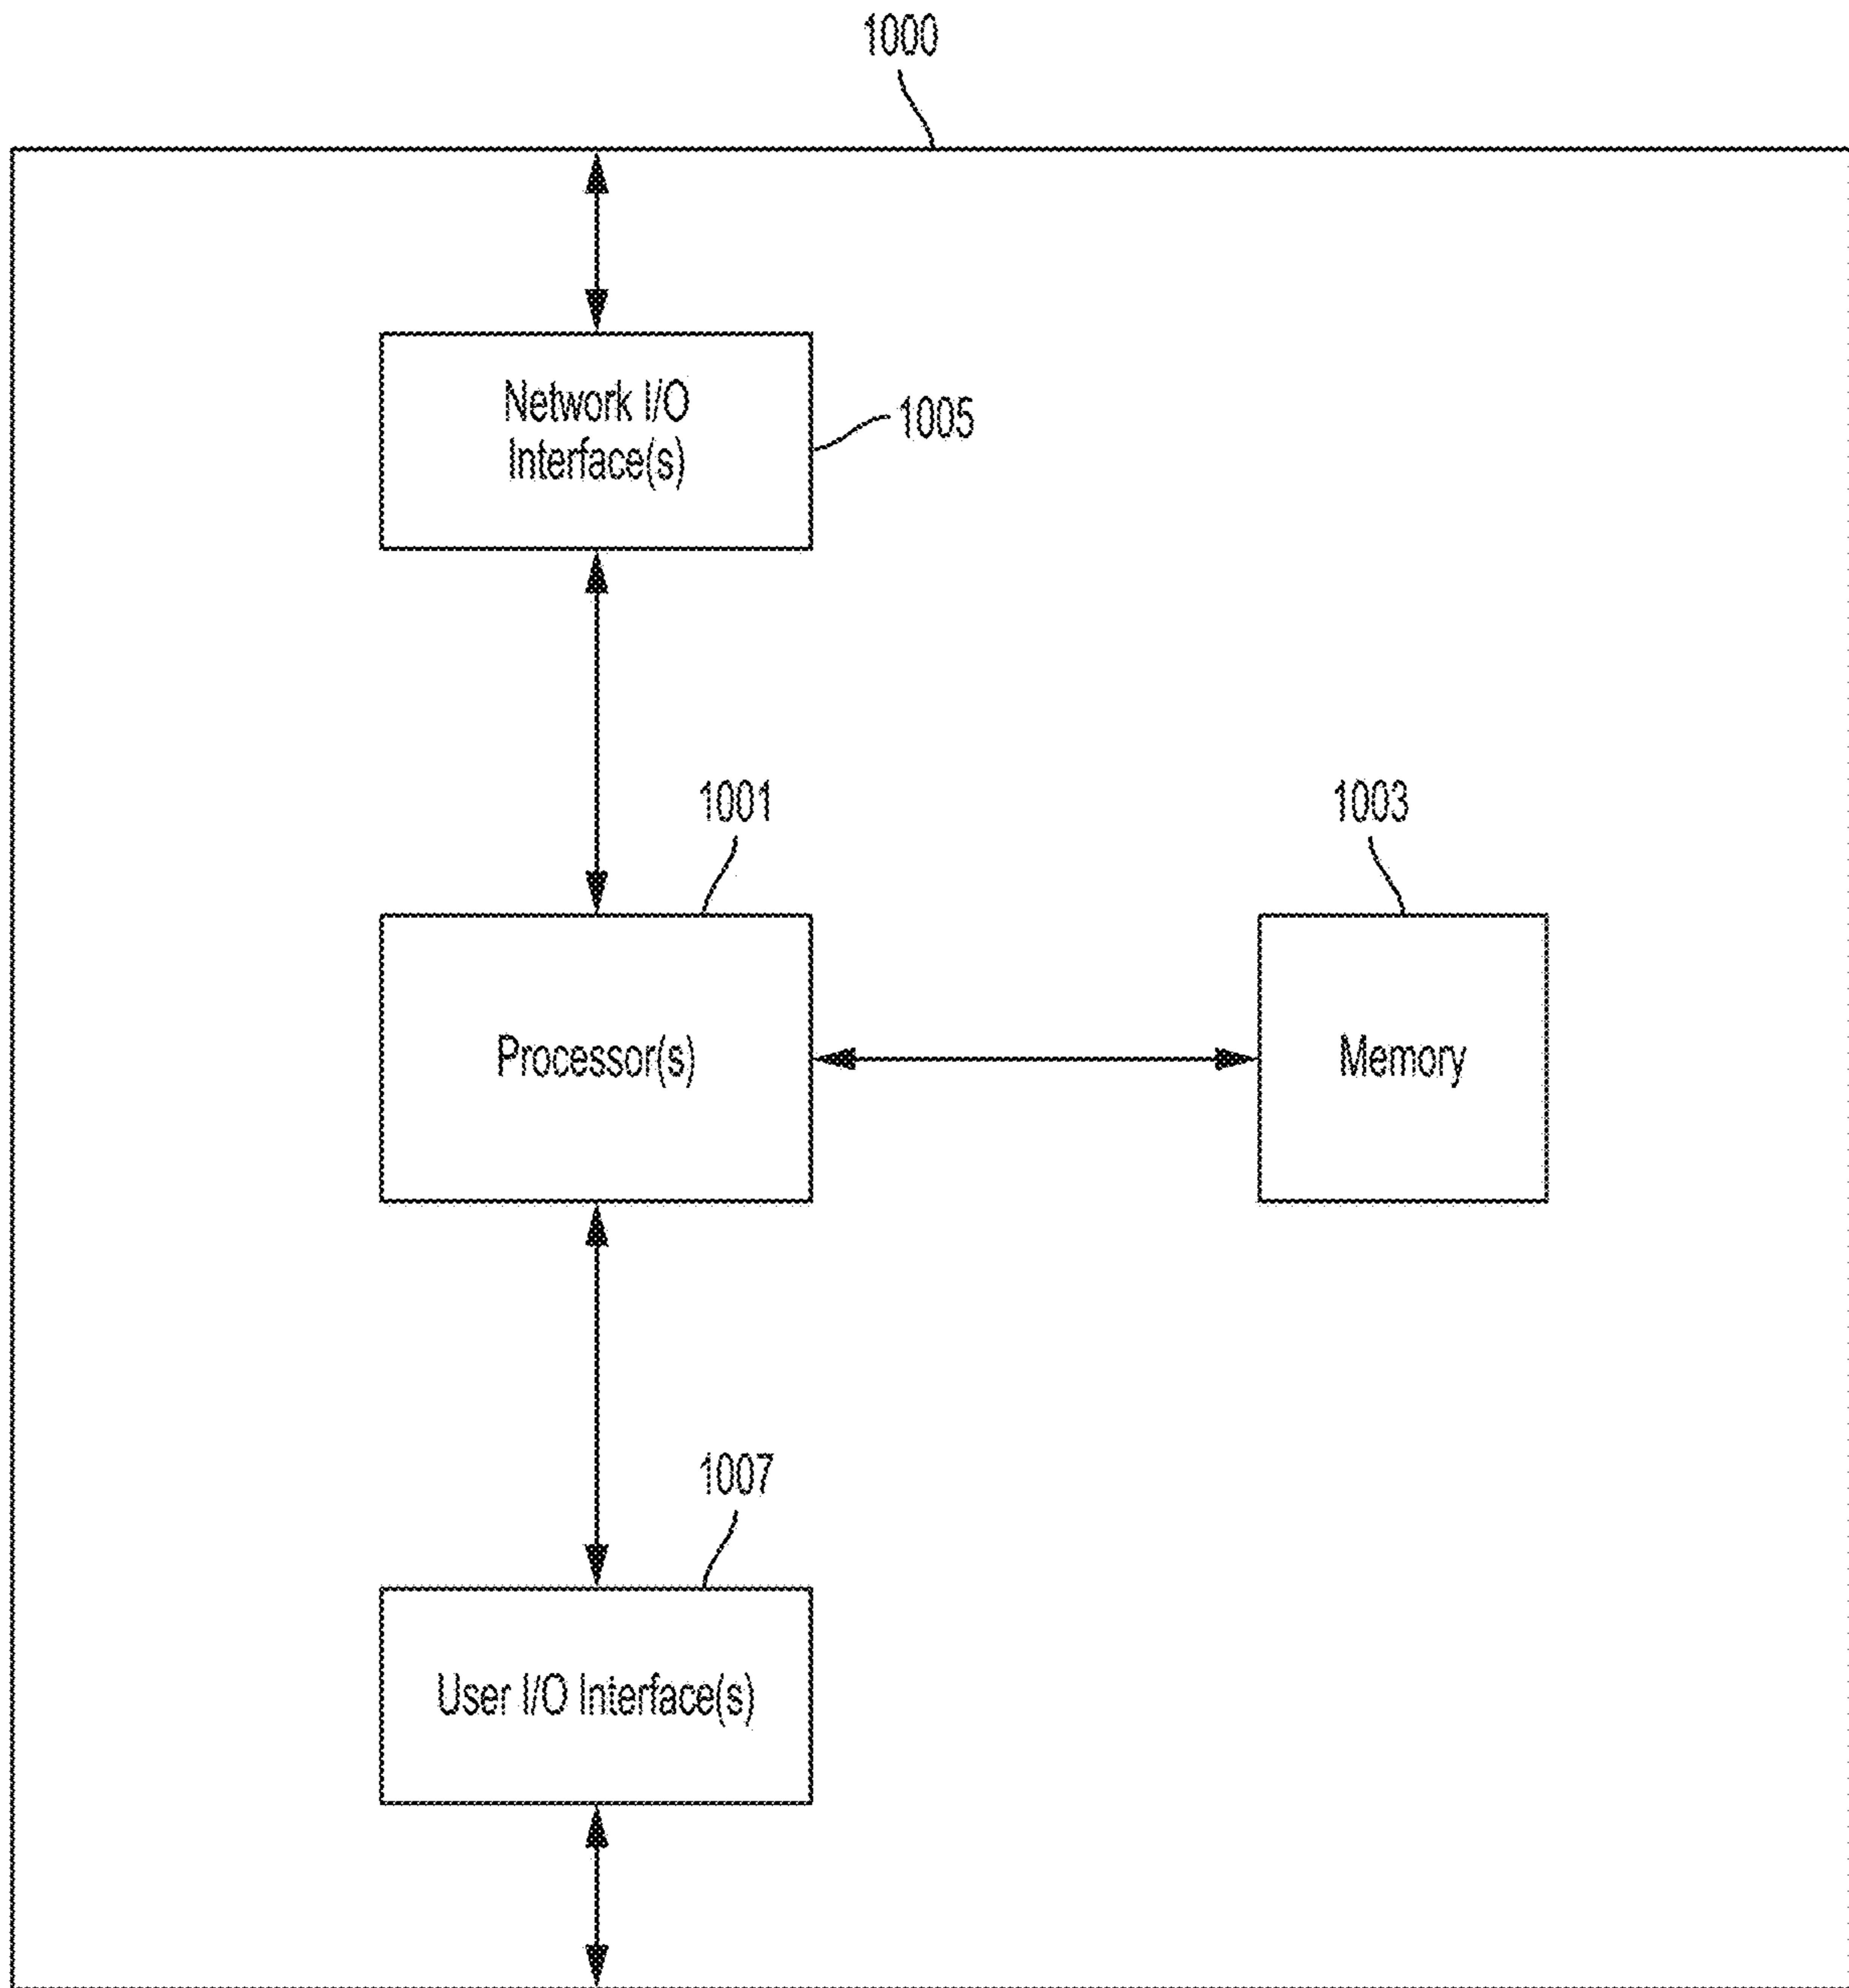 1000
Network I/O
Interface(s)
1005
1001
1003
Processor(s)
Memory
1007
User I/O Interface(s)